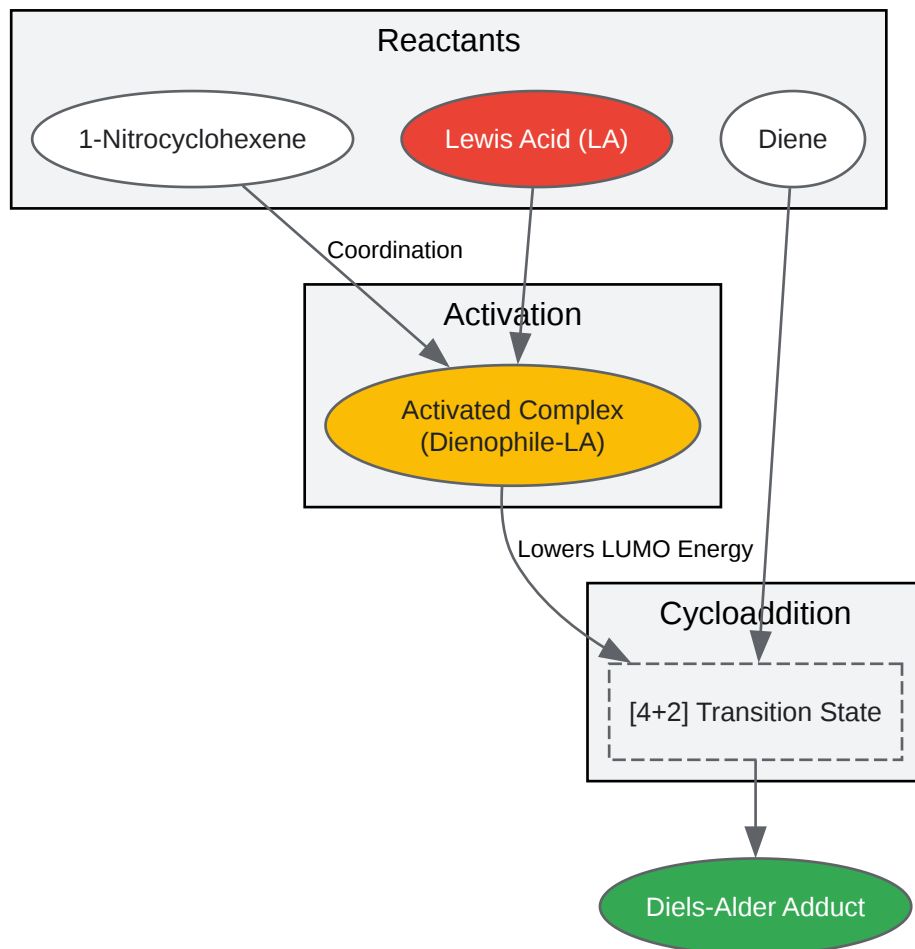 Reactants
1-Nitrocyclohexene
Lewis Acid (LA)
Diene
Coordination
Activation
Activated Complex
(Dienophile-LA)
Lowers LUMO Energy
Cycloaddition
[4+2] Transition State
Diels-Alder Adduct